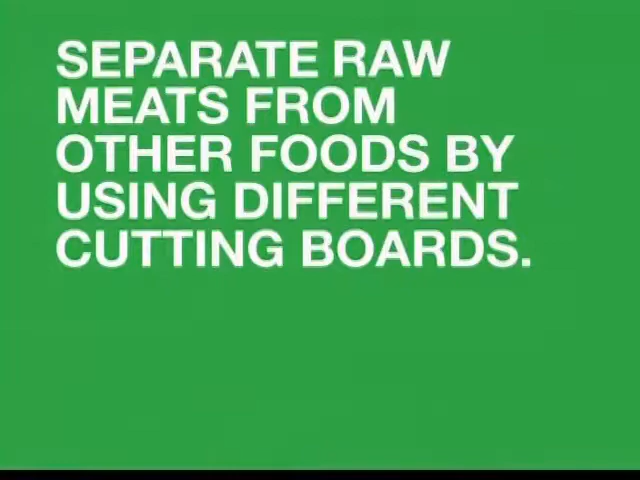 SEPARATE RAW
MEATS FROM
OTHER FOODS BY
USING DIFFERENT
CUTTING BOARDS.